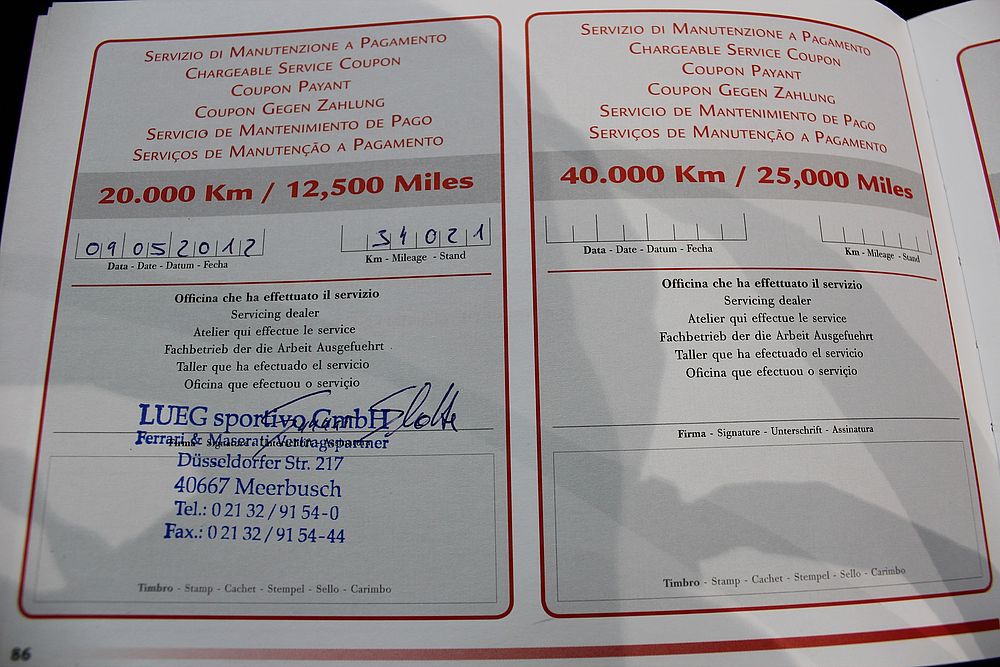 SERVIZIO DI MANUTENZIONE A PAGAMENTO
CHARGEABLE SERVICE COUPON
COUPON PAYANT
COUPON GEGEN ZAHLUNG
SERVICIO DE MANTENIMIENTO DE PAGO
SERVIÇOS DE MANUTENÇÃO A PAGAMENTO
20.000 Km / 12,500 Miles
09052012
34021
Data - Date - Datum - Fecha
Km - Mileage - Stand
Officina che ha effettuato il servizio
Servicing dealer
Atelier qui effectue le service
Fachbetrieb der die Arbeit Ausgefuehrt
Taller que ha efectuado el servicio
Oficina que efectuou o serviçio
LUEG sportivo GmbH
Ferrari & Maserati Vertragspartner
Düsseldorfer Str. 217
40667 Meerbusch
Tel.: 0 21 32 / 91 54-0
Fax.: 0 21 32 / 91 54-44
Timbro - Stamp - Cachet - Stempel - Sello - Carimbo
86
SERVIZIO DI MANUTENZIONE A PAGAMENTO
CHARGEABLE SERVICE COUPON
COUPON PAYANT
COUPON GEGEN ZAHLUNG
SERVICIO DE MANTENIMIENTO DE PAGO
SERVIÇOS DE MANUTENÇÃO A PAGAMENTO
40.000 Km / 25,000 Miles
Data - Date - Datum - Fecha
Km - Mileage - Stand
Officina che ha effettuato il servizio
Servicing dealer
Atelier qui effectue le service
Fachbetrieb der die Arbeit Ausgefuehrt
Taller que ha efectuado el servicio
Oficina que efectuou o serviçio
Firma - Signature - Unterschrift - Assinatura
Timbro - Stamp - Cachet - Stempel - Sello - Carimbo